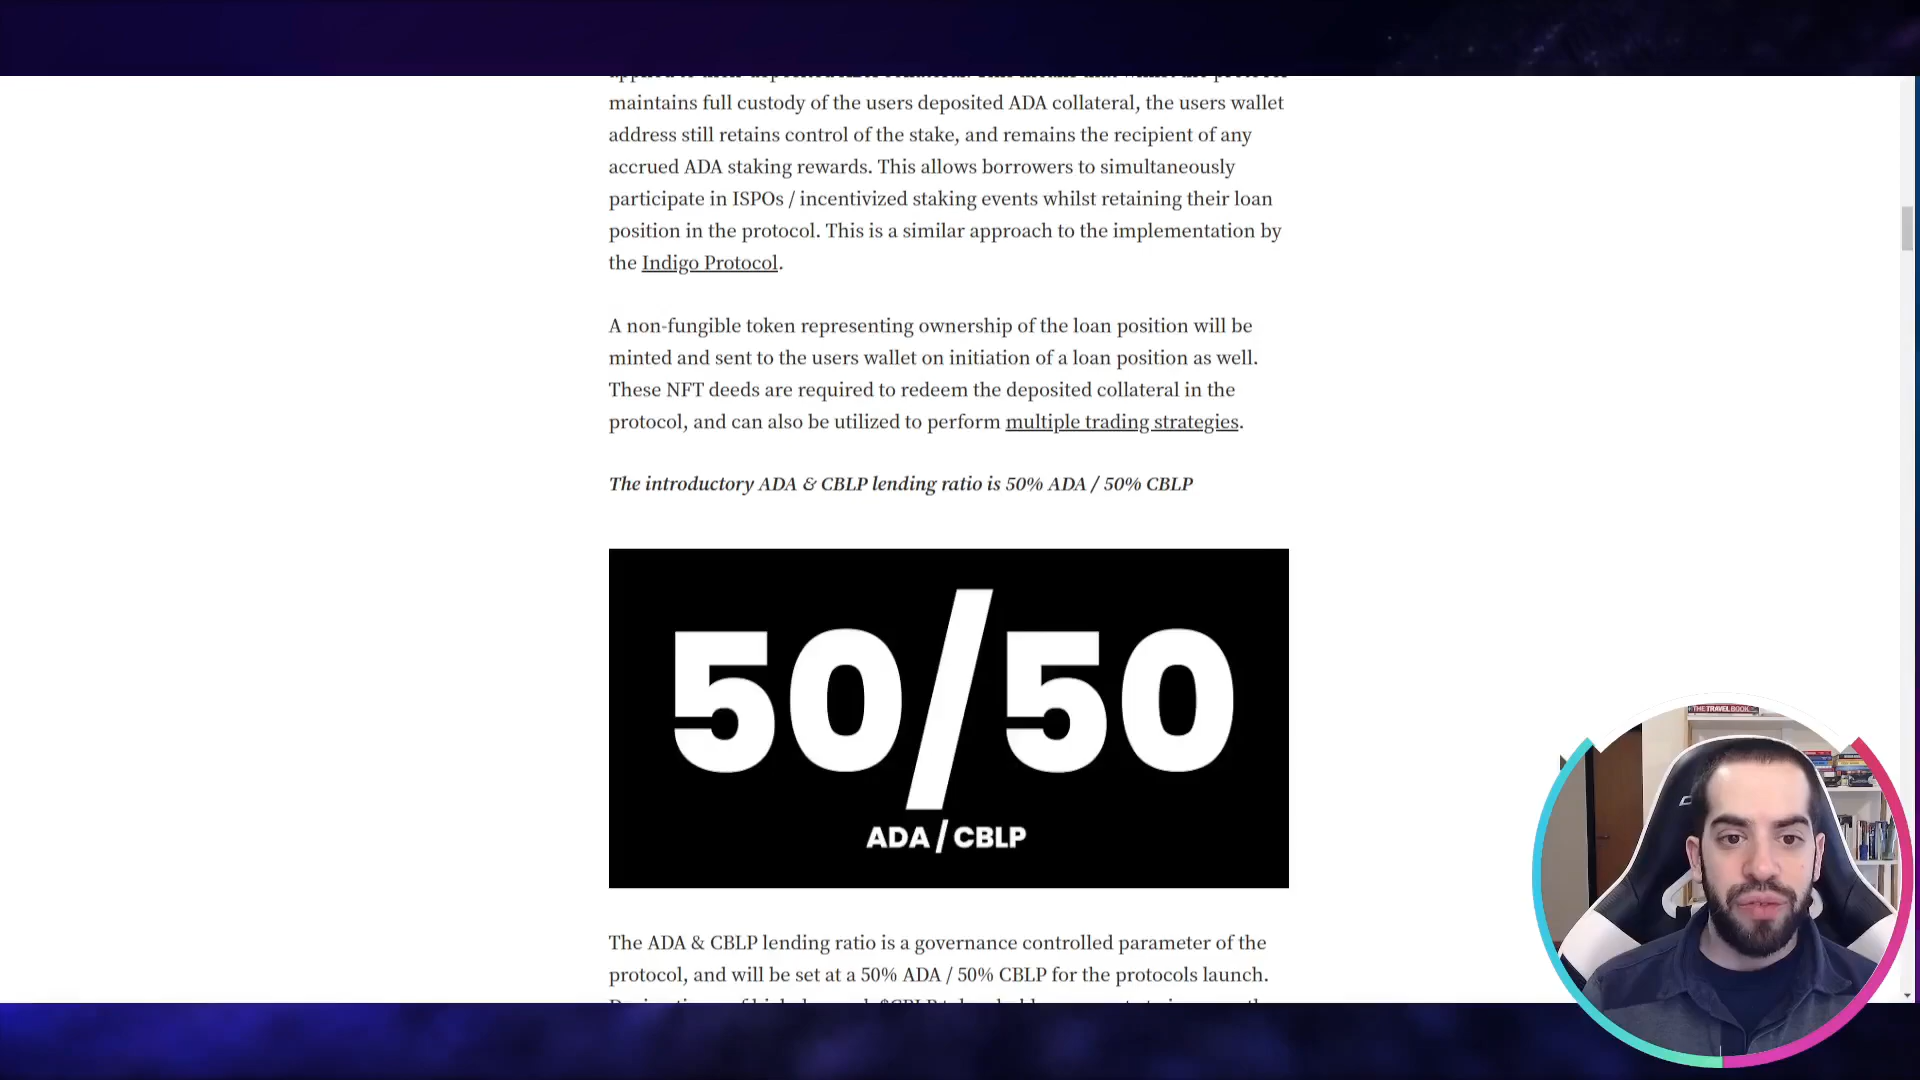 maintains full custody of the users deposited ADA collateral, the users wallet
address still retains control of the stake, and remains the recipient of any
accrued ADA staking rewards. This allows borrowers to simultaneously
participate in ISPOs / incentivized staking events whilst retaining their loan
position in the protocol. This is a similar approach to the implementation by
the Indigo Protocol.
A non-fungible token representing ownership of the loan position will be
minted and sent to the users wallet on initiation of a loan position as well.
These NFT deeds are required to redeem the deposited collateral in the
protocol, and can also be utilized to perform multiple trading strategies.
The introductory ADA & CBLP lending ratio is 50% ADA / 50% CBLP
50/50
ADA / CBLP
The ADA & CBLP lending ratio is a governance controlled parameter of the
protocol, and will be set at a 50% ADA / 50% CBLP for the protocols launch.
THE TRAVEL BOOK